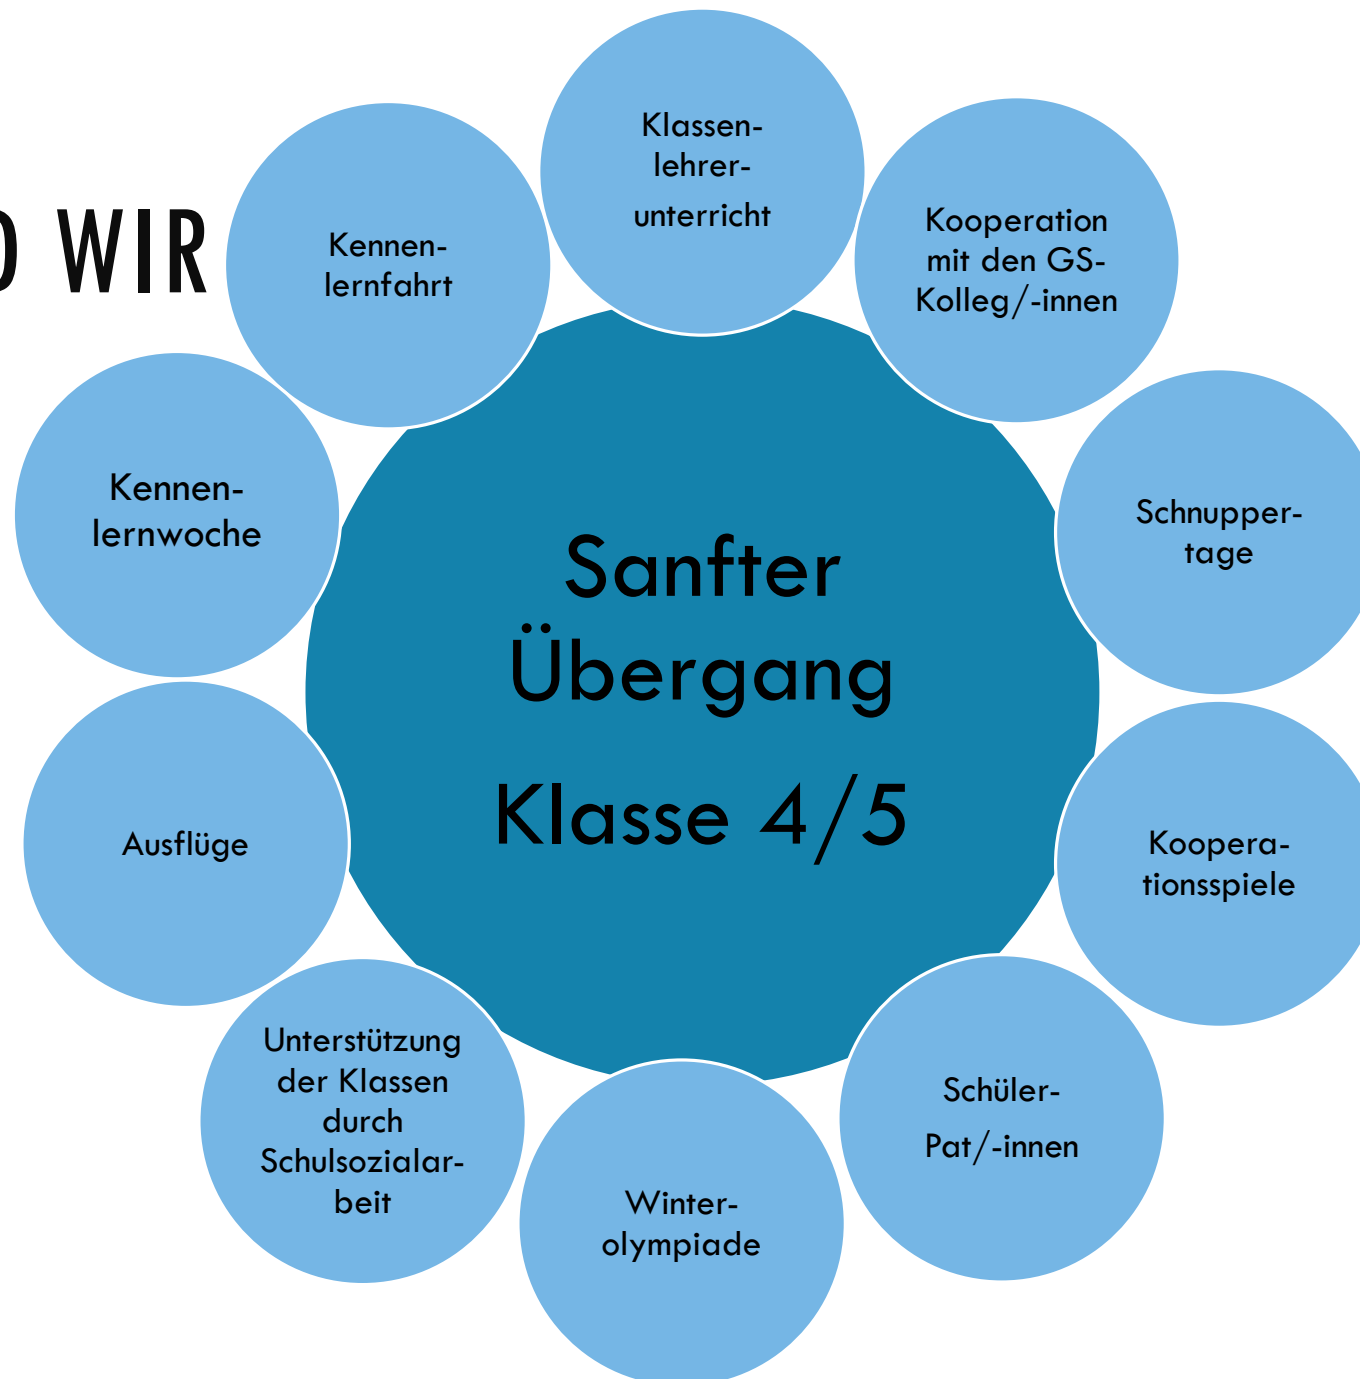 WIR
Klassen-
lehrer-
unterricht
Kooperation
mit den GS-
Kolleg/-innen
Schnupper-
tage
Koopera-
tionsspiele
Schüler-
Pat/-innen
Winter-
olympiade
Unterstützung
der Klassen
durch
Schulsozialar-
beit
Ausflüge
Kennen-
lernwoche
Kennen-
lernfahrt
Sanfter
Übergang
Klasse 4/5